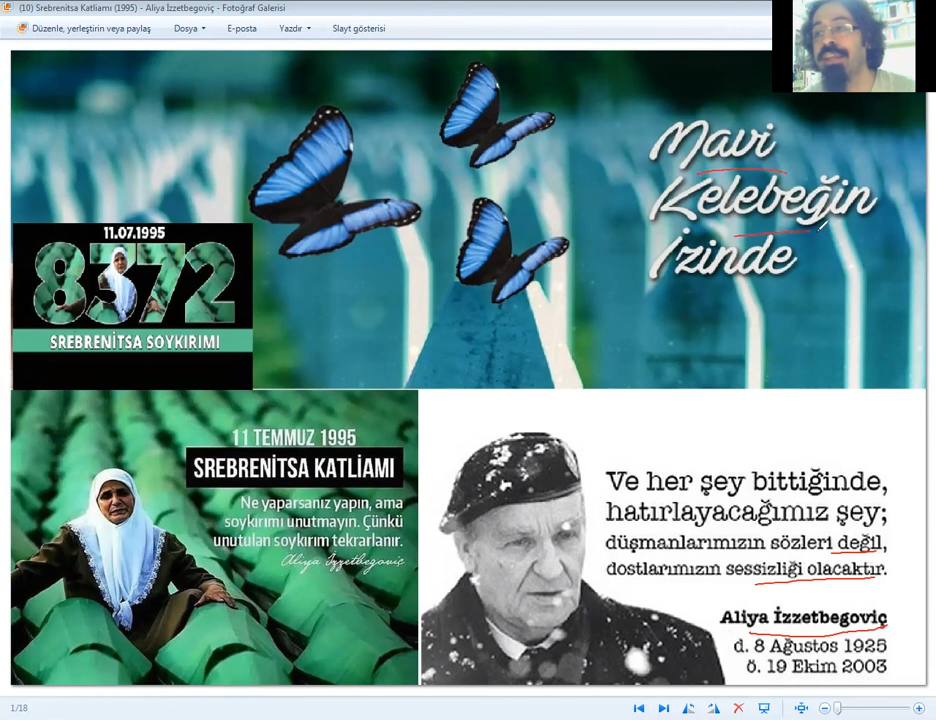 (10) Srebrenitsa Katliamı (1995) - Aliya İzzetbegoviç - Fotoğraf Galerisi
Düzenle, yerleştirin veya paylaş Dosya E-posta Yazdır Slayt gösterisi
Mavi
Kelebeğin
İzinde
11.07.1995
8372
SREBRENİTSA SOYKIRIMI
11 TEMMUZ 1995
SREBRENİTSA KATLİAMI
Ne yaparsanız yapın, ama
soykırımı unutmayın. Çünkü
unutulan soykırım tekrarlanır.
Aliya İzzetbegoviç
Ve her şey bittiğinde,
hatırlayacağımız şey;
düşmanlarımızın sözleri değil,
dostlarımızın sessizliği olacaktır.
Aliya İzzetbegoviç
d. 8 Ağustos 1925
ö. 19 Ekim 2003
1/18